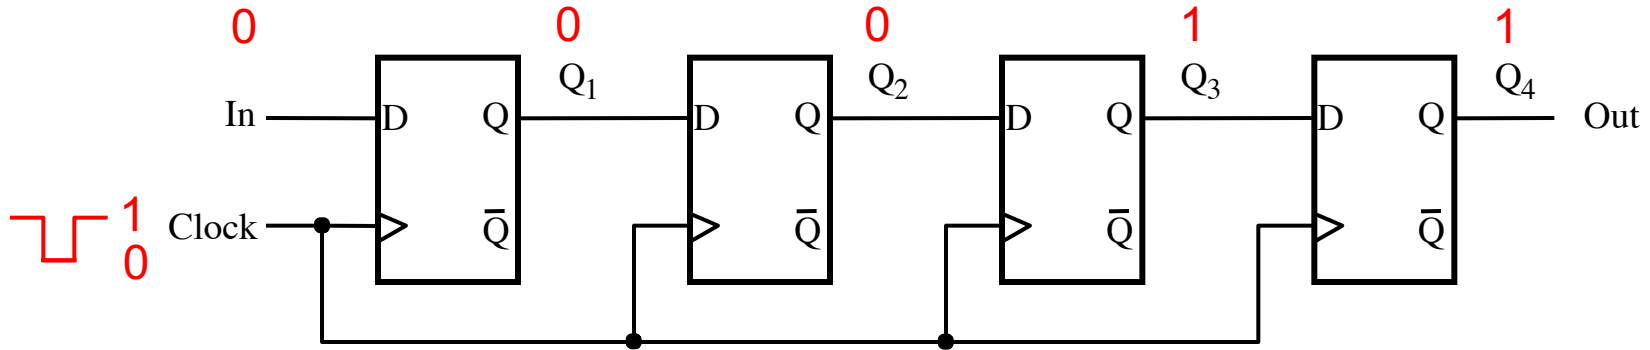 0 0 0 1 1
Q1 Q2 Q3 Q4
In D Q D Q D Q D Q Out
1
Clock Q̅ Q̅ Q̅ Q̅
0